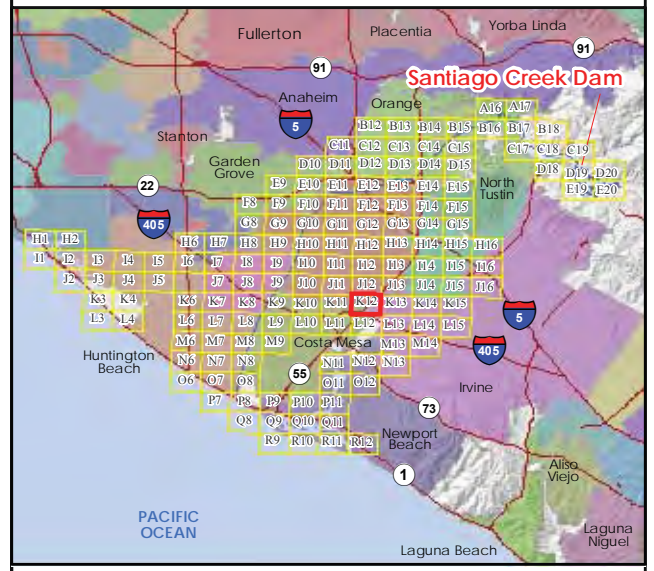 Fullerton
Placentia
Yorba Linda
91
91
Santiago Creek Dam
Anaheim
Orange
A16 A17
5
B12 B13 B14 B15 B16 B17 B18
Stanton
C11 C12 C13 C14 C15 C17 C18 C19
Garden
Grove
D10 D11 D12 D13 D14 D15 D18 D19 D20
North
Tustin
22
E9 E10 E11 E12 E13 E14 E15 E19 E20
F8 F9 F10 F11 F12 F13 F14 F15
405
G8 G9 G10 G11 G12 G13 G14 G15
H1 H2 H6 H7 H8 H9 H10 H11 H12 H13 H14 H15 H16
I1 I2 I3 I4 I5 I6 I7 I8 I9 I10 I11 I12 I13 I14 I15 I16
J2 J3 J4 J5 J7 J8 J9 J10 J11 J12 J13 J14 J15 J16
K3 K4 K6 K7 K8 K9 K10 K11 K12 K13 K14 K15
5
L3 L4 L6 L7 L8 L9 L10 L11 L12 L13 L14 L15
M6 M7 M8 M9 Costa Mesa M13 M14
405
Huntington
Beach
N6 N7 N8 N11 N12 N13
55
O6 O7 O8 O11 O12
Irvine
P7 P8 P9 P10 P11
73
Q8 Q9 Q10 Q11
R9 R10 R11 R12
Newport
Beach
1
Aliso
Viejo
PACIFIC
OCEAN
Laguna
Niguel
Laguna Beach